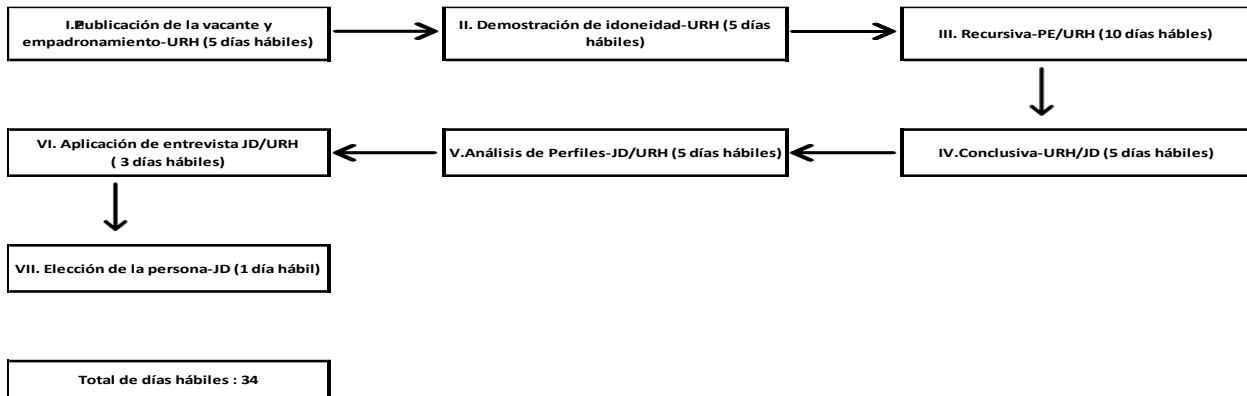 I. Publicación de la vacante y
empadronamiento-URH (5 días hábiles)
II. Demostración de idoneidad-URH (5 días
hábiles)
III. Recursiva-PE/URH (10 días hábles)
IV.Conclusiva-URH/JD (5 días hábiles)
V.Análisis de Perfiles-JD/URH (5 días hábiles)
VI. Aplicación de entrevista JD/URH
( 3 días hábiles)
VII. Elección de la persona-JD (1 día hábil)
Total de días hábiles : 34